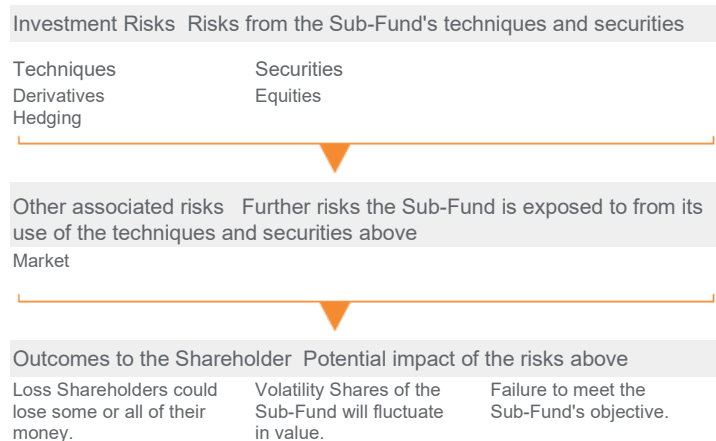 Investment Risks Risks from the Sub-Fund's techniques and securities
Techniques
Securities
Derivatives
Equities
Hedging
Other associated risks Further risks the Sub-Fund is exposed to from its
use of the techniques and securities above
Market
Outcomes to the Shareholder Potential impact of the risks above
Loss Shareholders could
lose some or all of their
money.
Volatility Shares of the
Sub-Fund will fluctuate
in value.
Failure to meet the
Sub-Fund's objective.